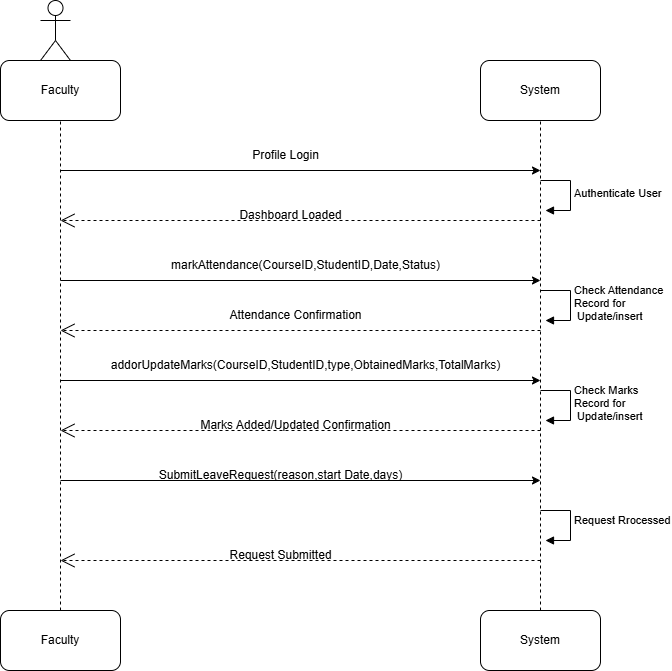 Faculty
System
Profile Login
Authenticate User
Dashboard Loaded
markAttendance(CourseID,StudentID,Date,Status)
Check Attendance
Record for
Update/insert
Attendance Confirmation
addorUpdateMarks(CourseID,StudentID,type,ObtainedMarks,TotalMarks)
Check Marks
Record for
Update/insert
Marks Added/Updated Confirmation
SubmitLeaveRequest(reason,start Date,days)
Request Rrocessed
Request Submitted
Faculty
System